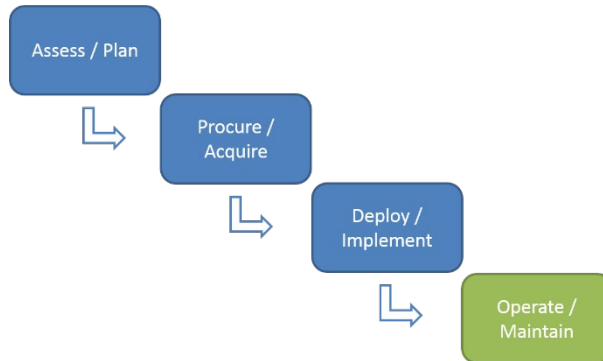 Assess / Plan
Procure /
Acquire
Deploy /
Implement
Operate /
Maintain